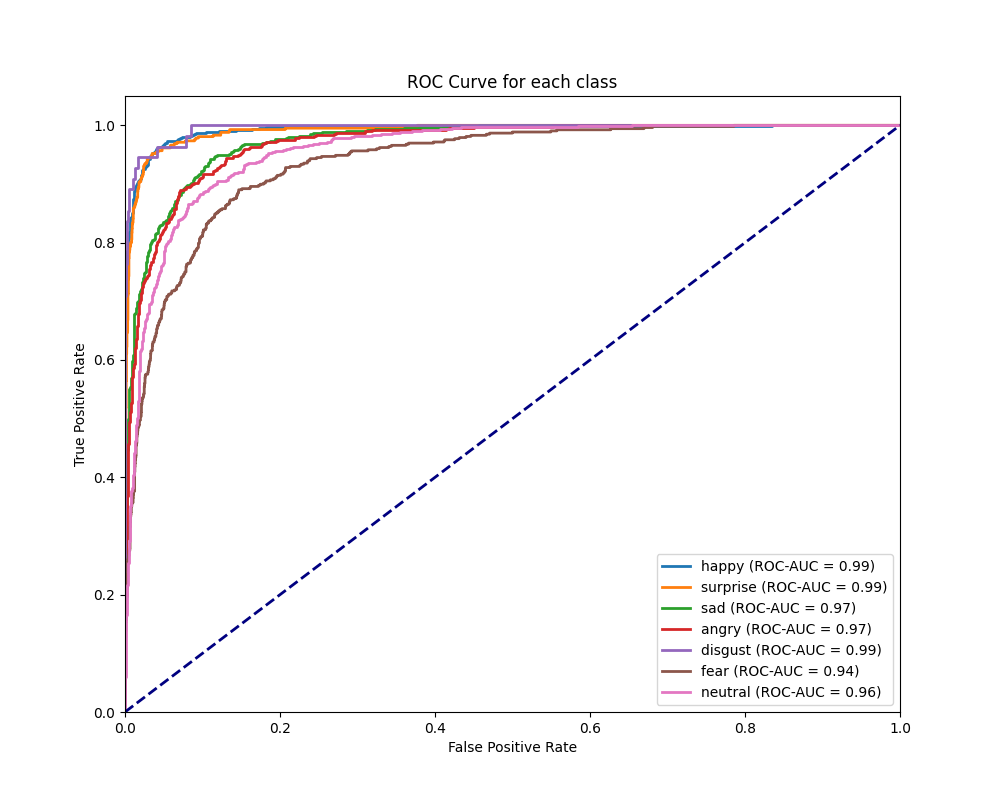 ROC Curve for each class
1.0
0.8
0.6
0.4
0.2
0.0
True Positive Rate
0.0 0.2 0.4 0.6 0.8 1.0
False Positive Rate
happy (ROC-AUC = 0.99)
surprise (ROC-AUC = 0.99)
sad (ROC-AUC = 0.97)
angry (ROC-AUC = 0.97)
disgust (ROC-AUC = 0.99)
fear (ROC-AUC = 0.94)
neutral (ROC-AUC = 0.96)